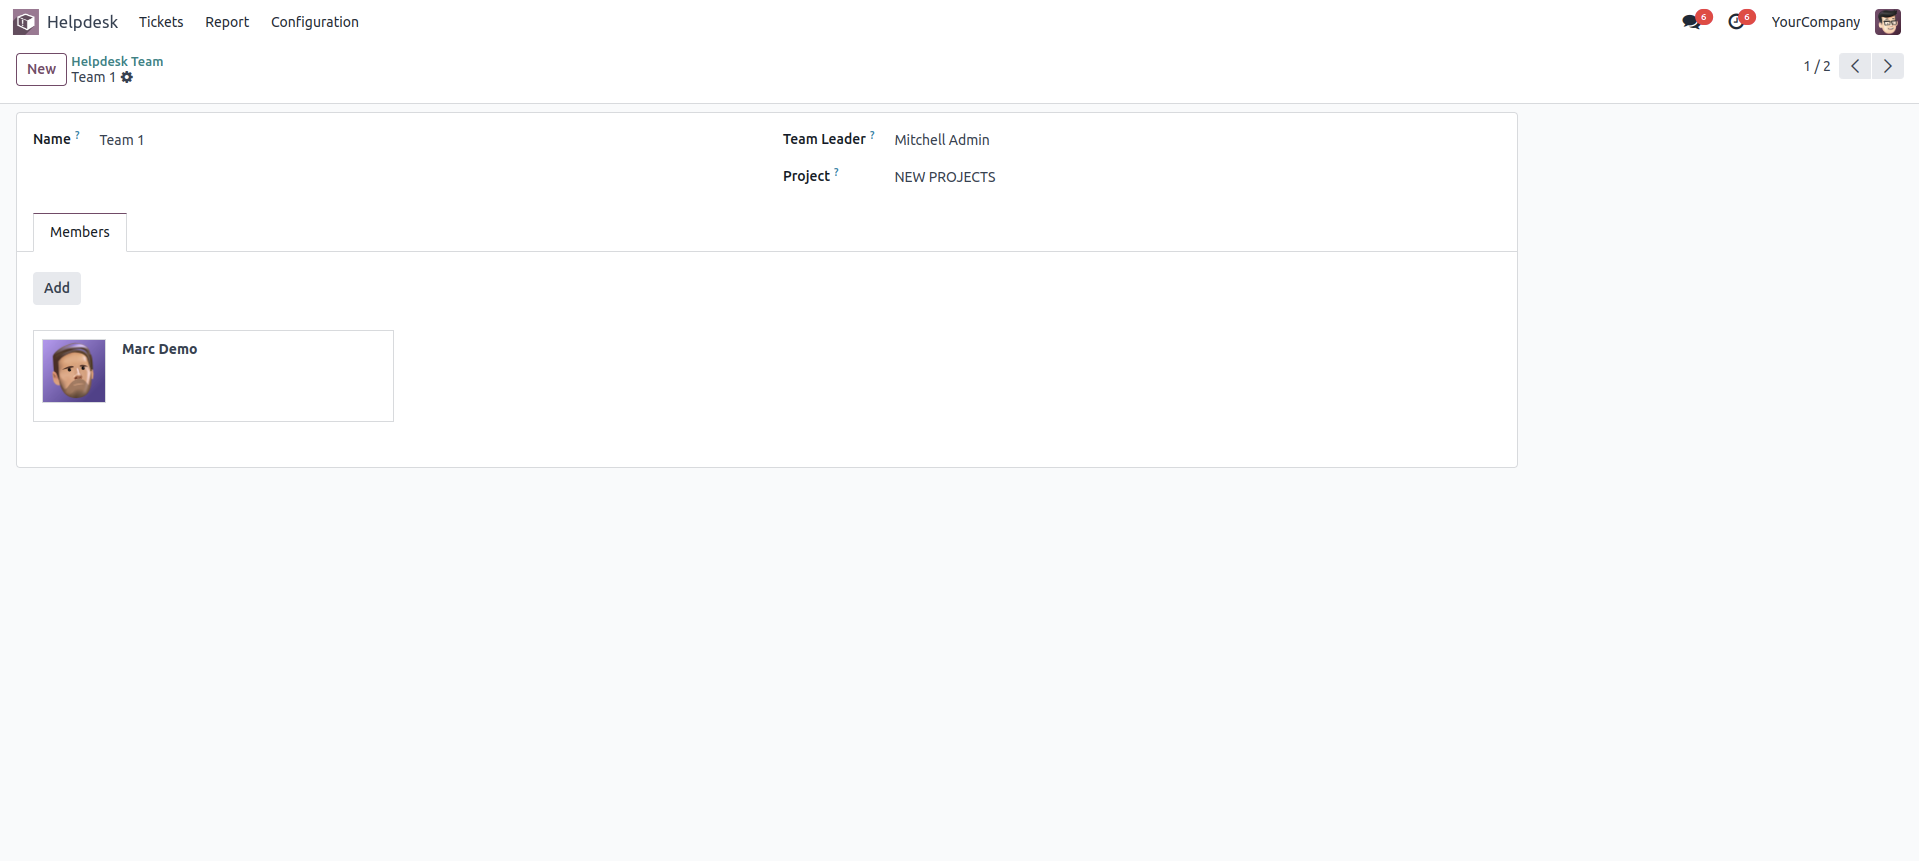 Helpdesk Tickets Report Configuration 6 6 YourCompany
New Helpdesk Team
Team 1
1 / 2
Name ? Team 1
Team Leader ? Mitchell Admin
Project ? NEW PROJECTS
Members
Add
Marc Demo